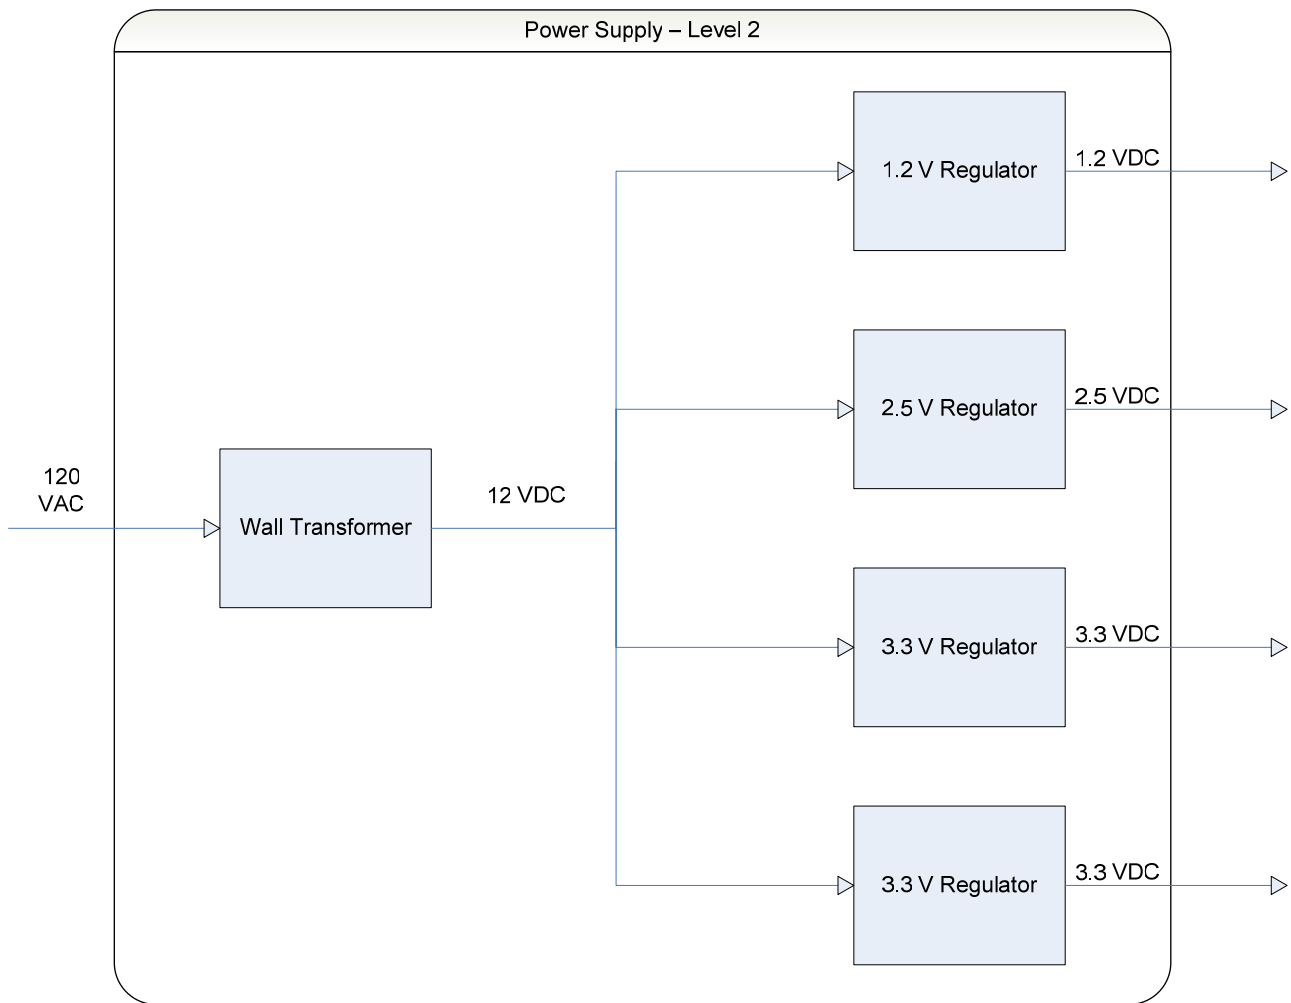 Power Supply – Level 2
1.2 V Regulator
1.2 VDC
2.5 V Regulator
2.5 VDC
120
VAC
Wall Transformer
12 VDC
3.3 V Regulator
3.3 VDC
3.3 V Regulator
3.3 VDC